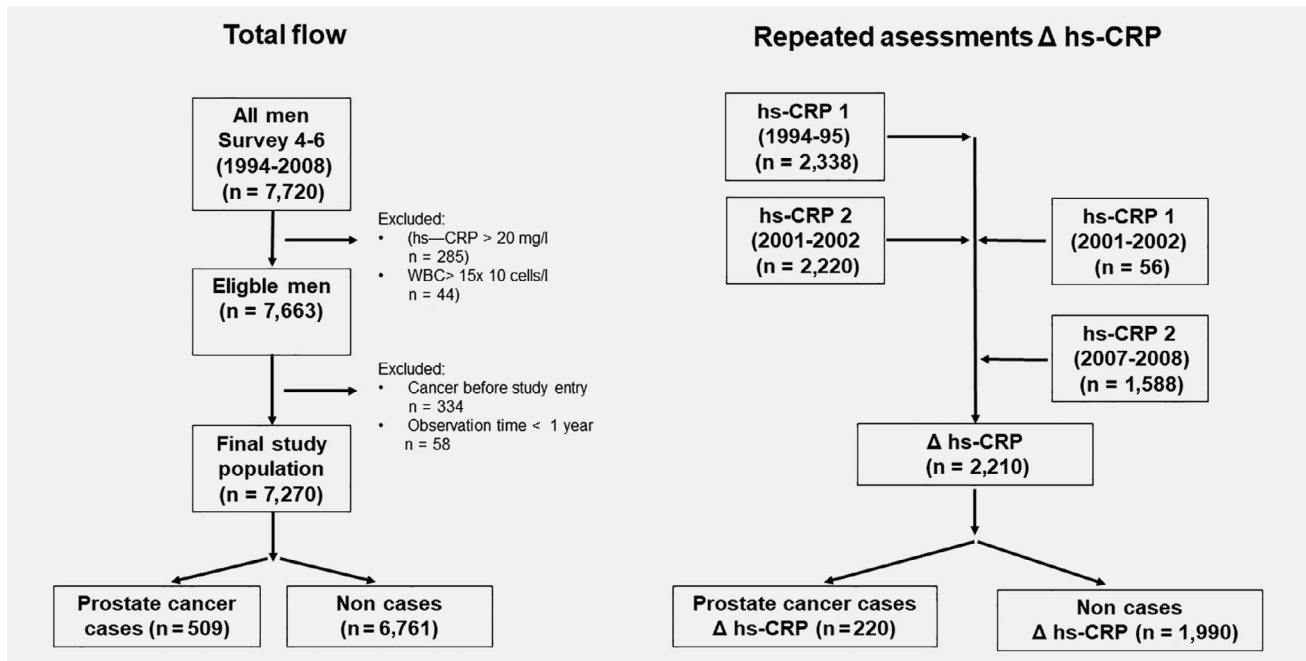 Total flow
All men
Survey 4-6
(1994-2008)
(n = 7,720)
Excluded:
• (hs—CRP > 20 mg/l
n = 285)
• WBC> 15x 10 cells/l
n = 44)
Eligble men
(n = 7,663)
Excluded:
• Cancer before study entry
n = 334
• Observation time < 1 year
n = 58
Final study
population
(n = 7,270)
Prostate cancer
cases (n = 509)
Non cases
(n = 6,761)
Repeated asessments Δ hs-CRP
hs-CRP 1
(1994-95)
(n = 2,338)
hs-CRP 2
(2001-2002
(n = 2,220)
hs-CRP 1
(2001-2002)
(n = 56)
hs-CRP 2
(2007-2008)
(n = 1,588)
Δ hs-CRP
(n = 2,210)
Prostate cancer cases
Δ hs-CRP (n = 220)
Non cases
Δ hs-CRP (n = 1,990)